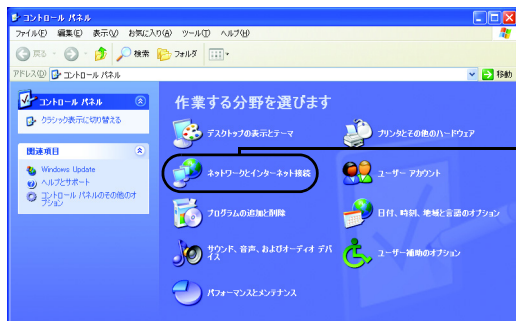 コントロール パネル
ファイル(F) 編集(E) 表示(V) お気に入り(A) ツール(T) ヘルプ(H)
戻る 検索 フォルダ
アドレス(D) コントロール パネル 移動
コントロール パネル
クラシック表示に切り替える
関連項目
Windows Update
ヘルプとサポート
コントロール パネルのその他のオ
プション
作業する分野を選びます
デスクトップの表示とテーマ
プリンタとその他のハードウェア
ネットワークとインターネット接続
ユーザー アカウント
プログラムの追加と削除
日付、時刻、地域と言語のオプション
サウンド、音声、およびオーディオ デバ
イス
ユーザー補助のオプション
パフォーマンスとメンテナンス